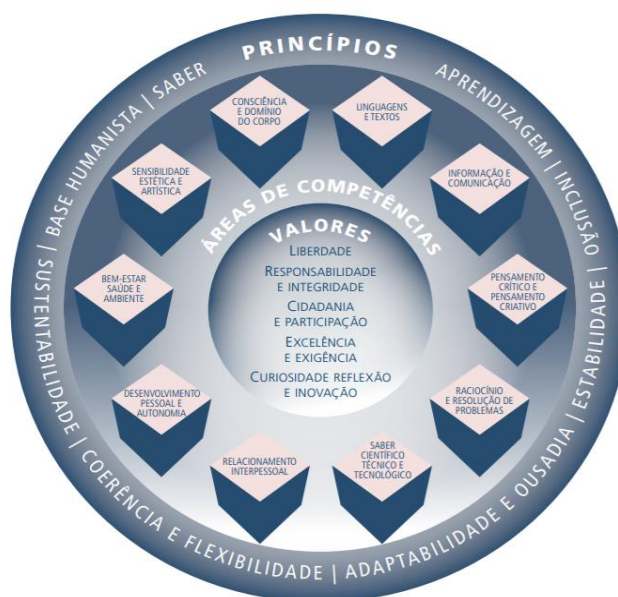 PRINCÍPIOS
BASE HUMANISTA | SABER
APRENDIZAGEM | INCLUSÃO |
ESTABILIDADE |
ADAPTABILIDADE E OUSADIA |
COERÊNCIA E FLEXIBILIDADE |
SUSTENTABILIDADE |
ÁREAS DE COMPETÊNCIAS
LINGUAGENS
E TEXTOS
INFORMAÇÃO E
COMUNICAÇÃO
PENSAMENTO
CRÍTICO E
PENSAMENTO
CRIATIVO
RACIOCÍNIO
E RESOLUÇÃO DE
PROBLEMAS
SABER
CIENTÍFICO
TÉCNICO E
TECNOLÓGICO
RELACIONAMENTO
INTERPESSOAL
DESENVOLVIMENTO
PESSOAL E
AUTONOMIA
BEM-ESTAR
SAÚDE E
AMBIENTE
SENSIBILIDADE
ESTÉTICA E
ARTÍSTICA
CONSCIÊNCIA
E DOMÍNIO
DO CORPO
VALORES
LIBERDADE
RESPONSABILIDADE
E INTEGRIDADE
CIDADANIA
E PARTICIPAÇÃO
EXCELÊNCIA
E EXIGÊNCIA
CURIOSIDADE REFLEXÃO
E INOVAÇÃO